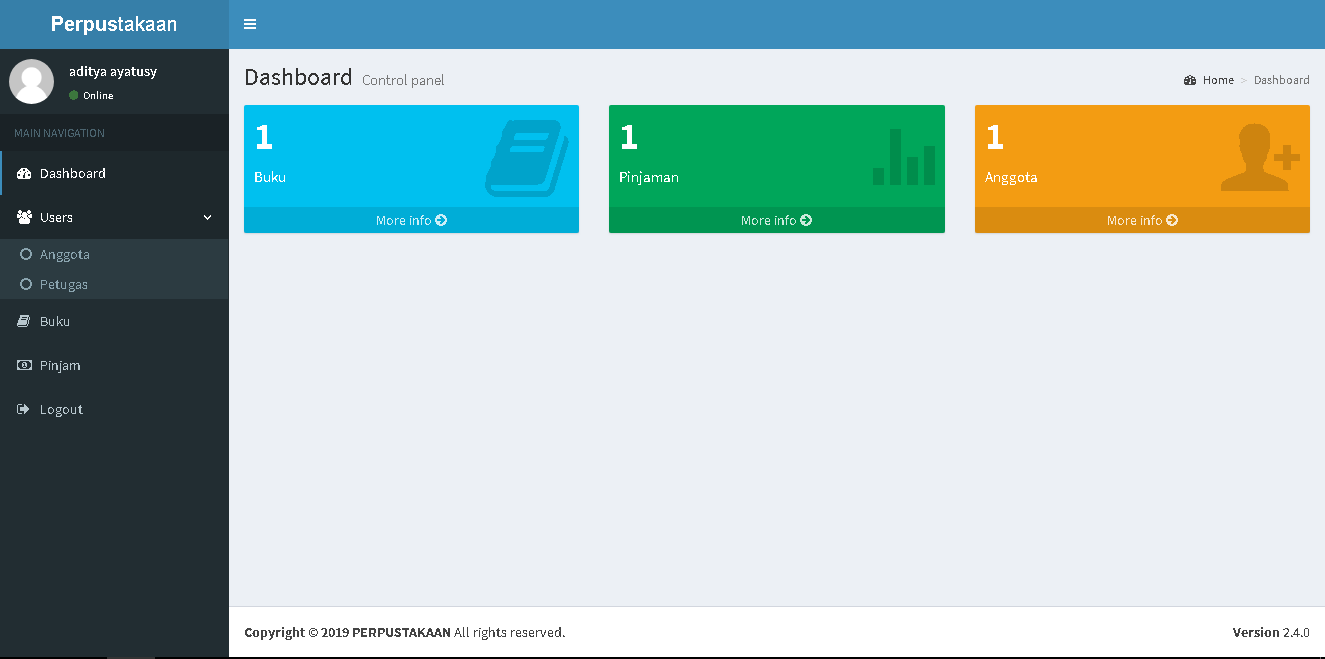 Perpustakaan
aditya ayatusy
Online
MAIN NAVIGATION
Dashboard
Users
Anggota
Petugas
Buku
Pinjam
Logout
Dashboard Control panel
Home > Dashboard
1
Buku
More info
1
Pinjaman
More info
1
Anggota
More info
Copyright © 2019 PERPUSTAKAAN All rights reserved.
Version 2.4.0